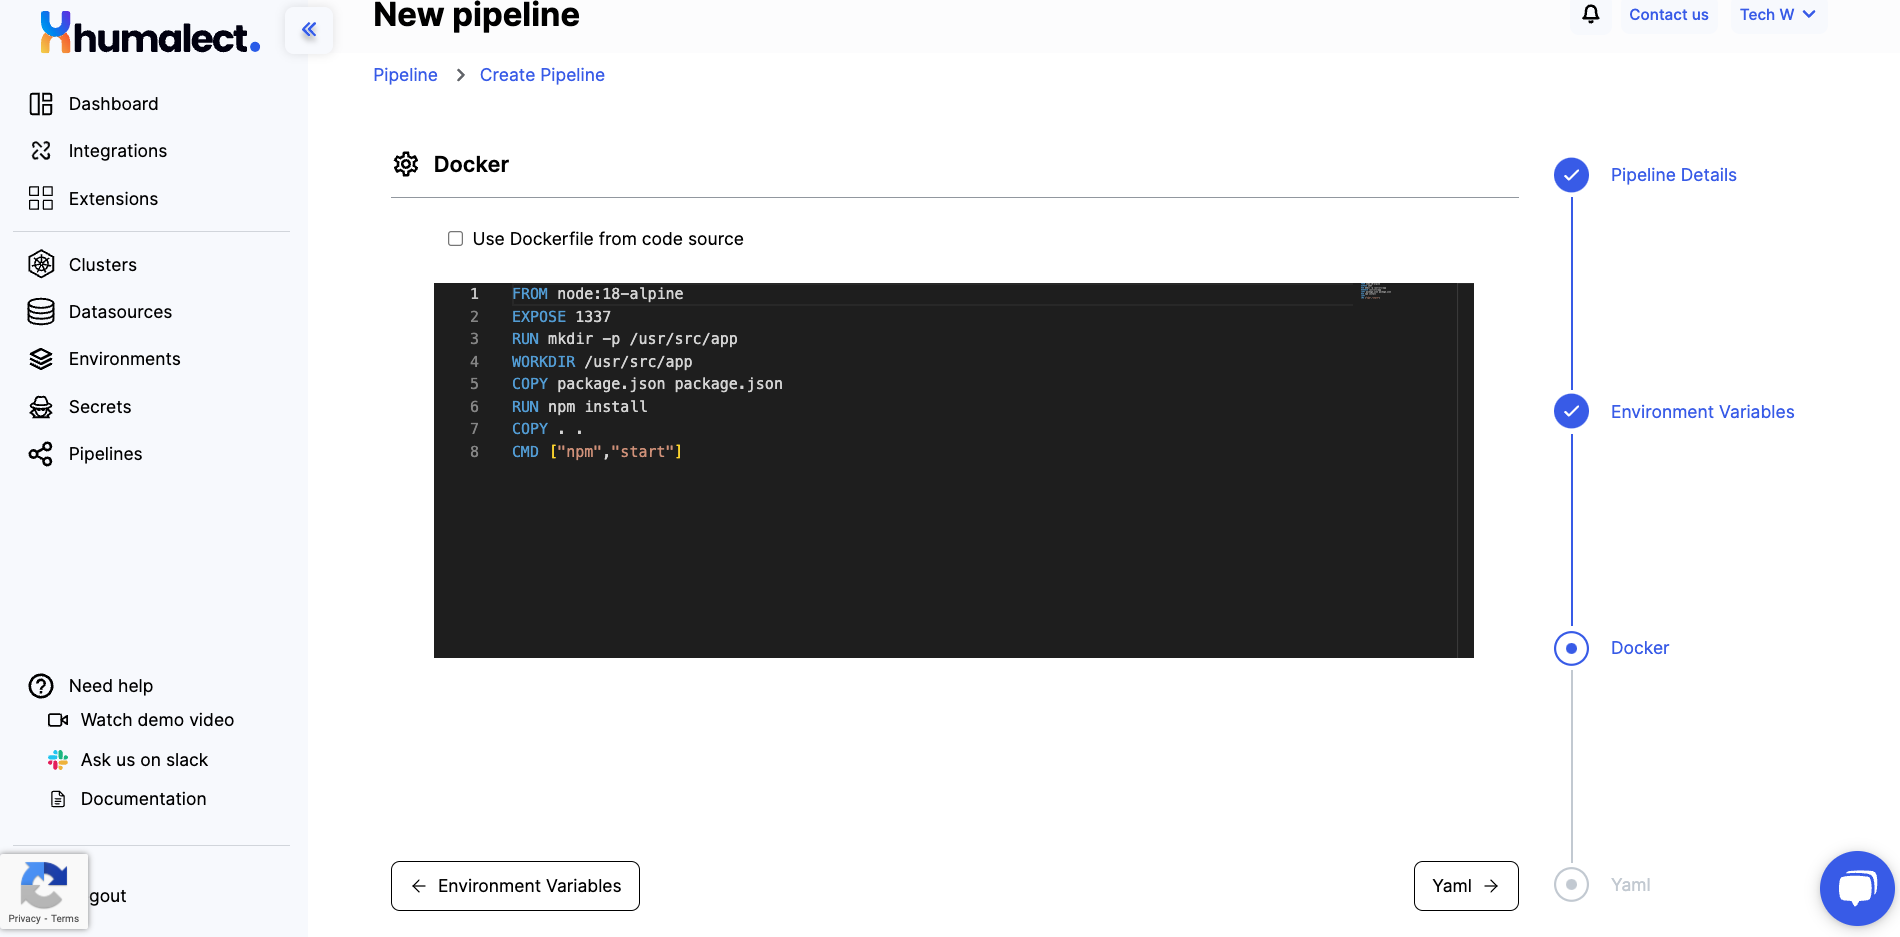 humalect.
New pipeline
Contact us
Tech W
Pipeline
Create Pipeline
Dashboard
Integrations
Extensions
Clusters
Datasources
Environments
Secrets
Pipelines
Need help
Watch demo video
Ask us on slack
Documentation
gout
Privacy - Terms
Docker
Use Dockerfile from code source
1 FROM node:18-alpine
2 EXPOSE 1337
3 RUN mkdir -p /usr/src/app
4 WORKDIR /usr/src/app
5 COPY package.json package.json
6 RUN npm install
7 COPY . .
8 CMD ["npm","start"]
Environment Variables
Yaml
Pipeline Details
Environment Variables
Docker
Yaml